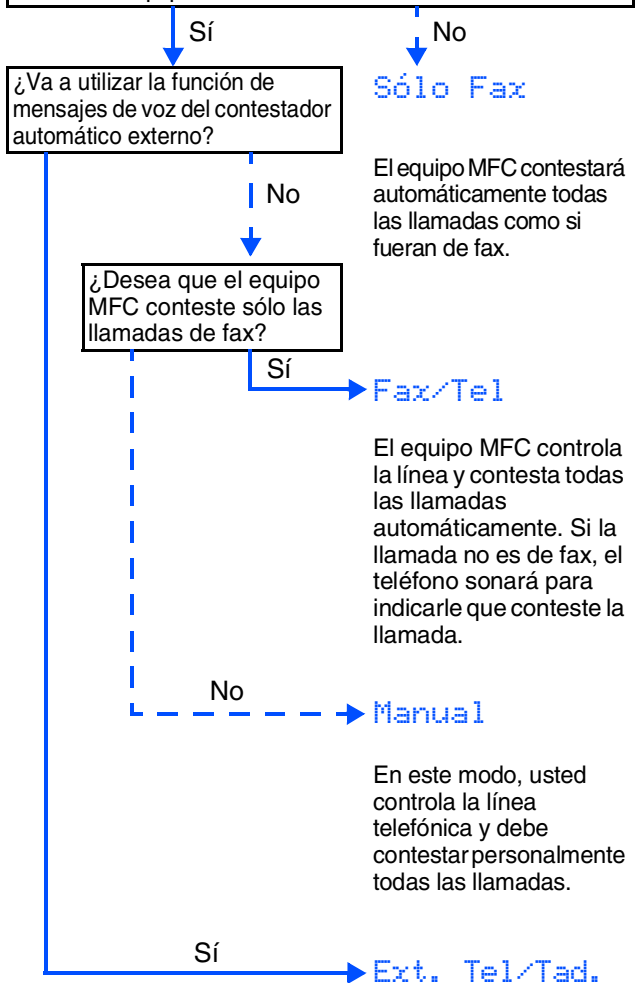 Sí
No
¿Va a utilizar la función de
mensajes de voz del contestador
automático externo?
Sólo Fax
El equipo MFC contestará
automáticamente todas
las llamadas como si
fueran de fax.
No
¿Desea que el equipo
MFC conteste sólo las
llamadas de fax?
Sí
Fax/Tel
El equipo MFC controla
la línea y contesta todas
las llamadas
automáticamente. Si la
llamada no es de fax, el
teléfono sonará para
indicarle que conteste la
llamada.
No
Manual
En este modo, usted
controla la línea
telefónica y debe
contestar personalmente
todas las llamadas.
Sí
Ext. Tel/Tad.